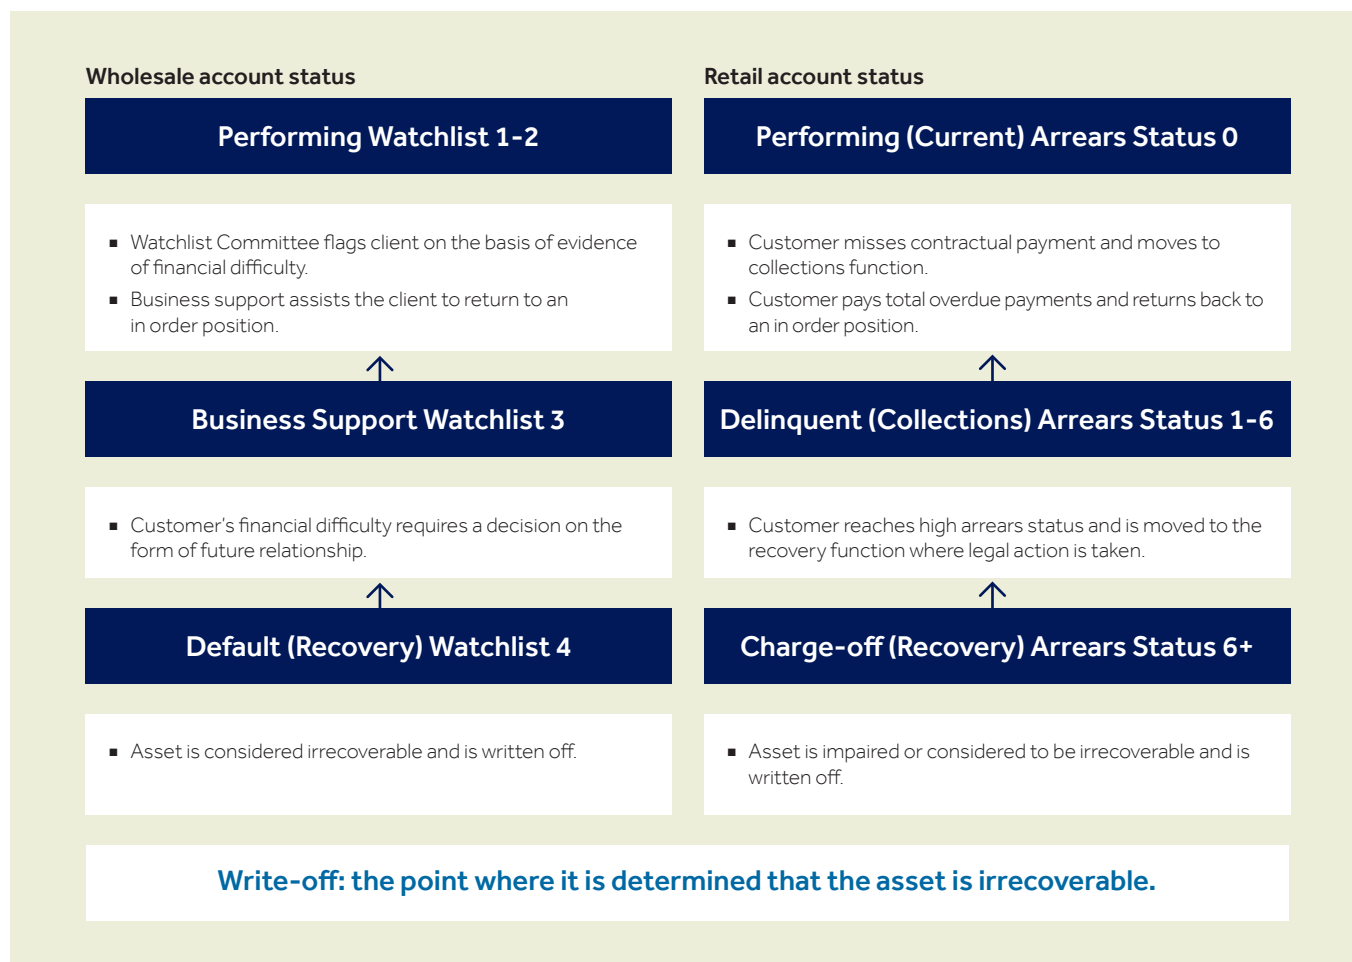 Wholesale account status
Performing Watchlist 1-2
■ Watchlist Committee flags client on the basis of evidence
of financial difficulty.
■ Business support assists the client to return to an
in order position.
Business Support Watchlist 3
■ Customer’s financial difficulty requires a decision on the
form of future relationship.
Default (Recovery) Watchlist 4
■ Asset is considered irrecoverable and is written off.
Retail account status
Performing (Current) Arrears Status 0
■ Customer misses contractual payment and moves to
collections function.
■ Customer pays total overdue payments and returns back to
an in order position.
Delinquent (Collections) Arrears Status 1-6
■ Customer reaches high arrears status and is moved to the
recovery function where legal action is taken.
Charge-off (Recovery) Arrears Status 6+
■ Asset is impaired or considered to be irrecoverable and is
written off.
Write-off: the point where it is determined that the asset is irrecoverable.